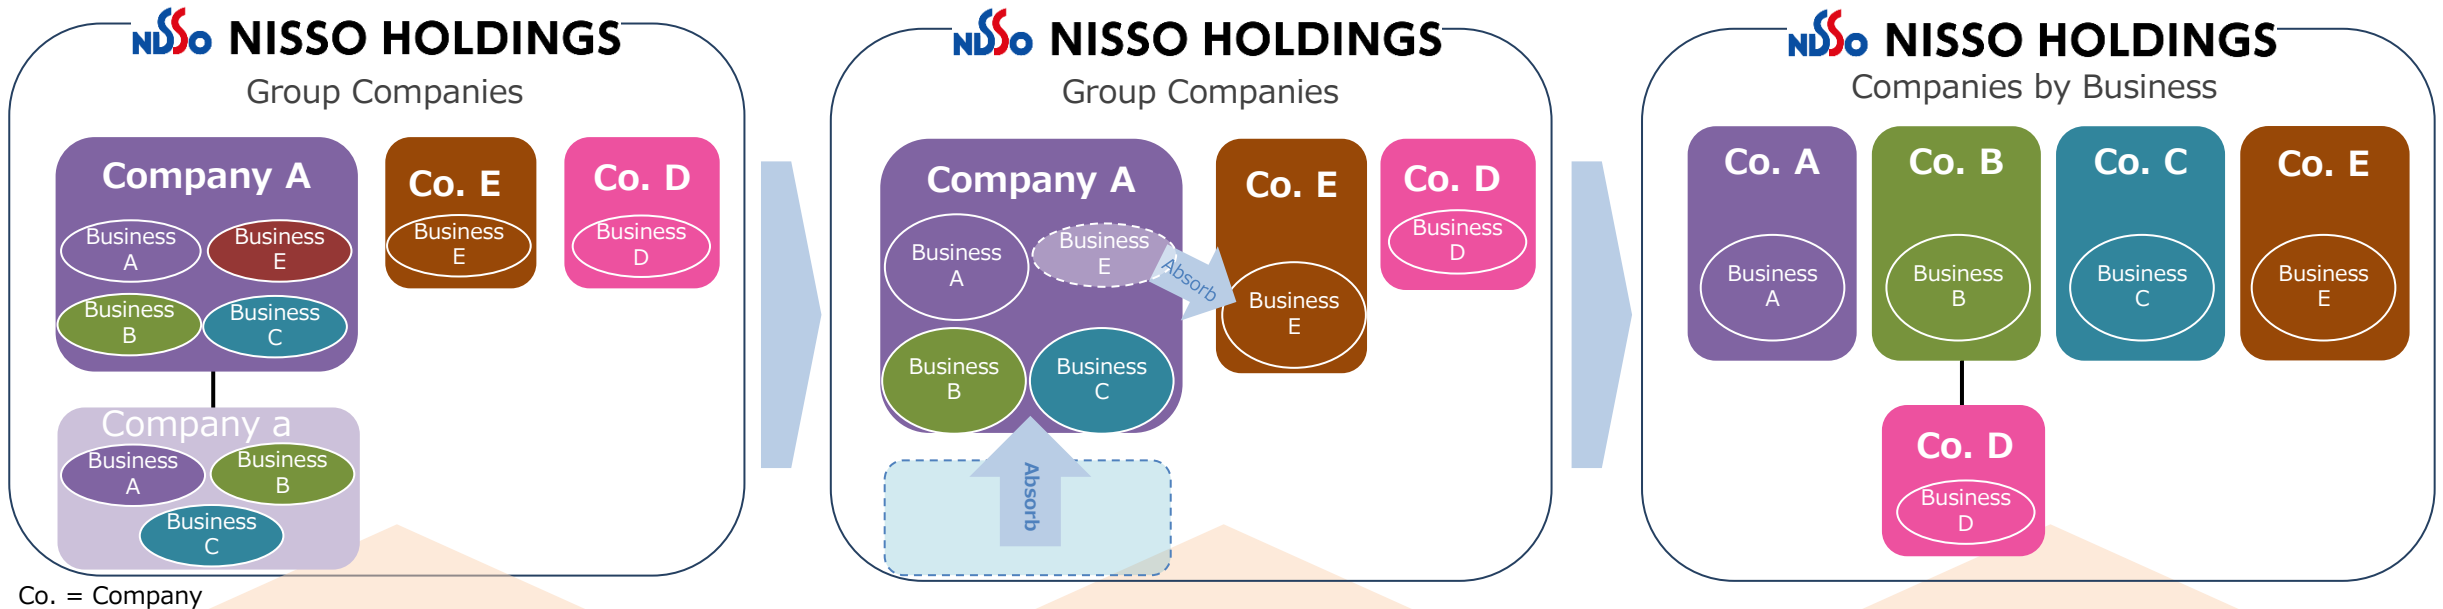 NISSO NISSO HOLDINGS
Group Companies
Company A
Business
A
Business
E
Business
B
Business
C
Co. E
Business
E
Co. D
Business
D
Company a
Business
A
Business
B
Business
C
Co. = Company
NISSO NISSO HOLDINGS
Group Companies
Company A
Business
A
Business
E
Absorb
Business
B
Business
C
Absorb
Co. E
Business
E
Co. D
Business
D
NISSO NISSO HOLDINGS
Companies by Business
Co. A
Business
A
Co. B
Business
B
Co. C
Business
C
Co. E
Business
E
Co. D
Business
D